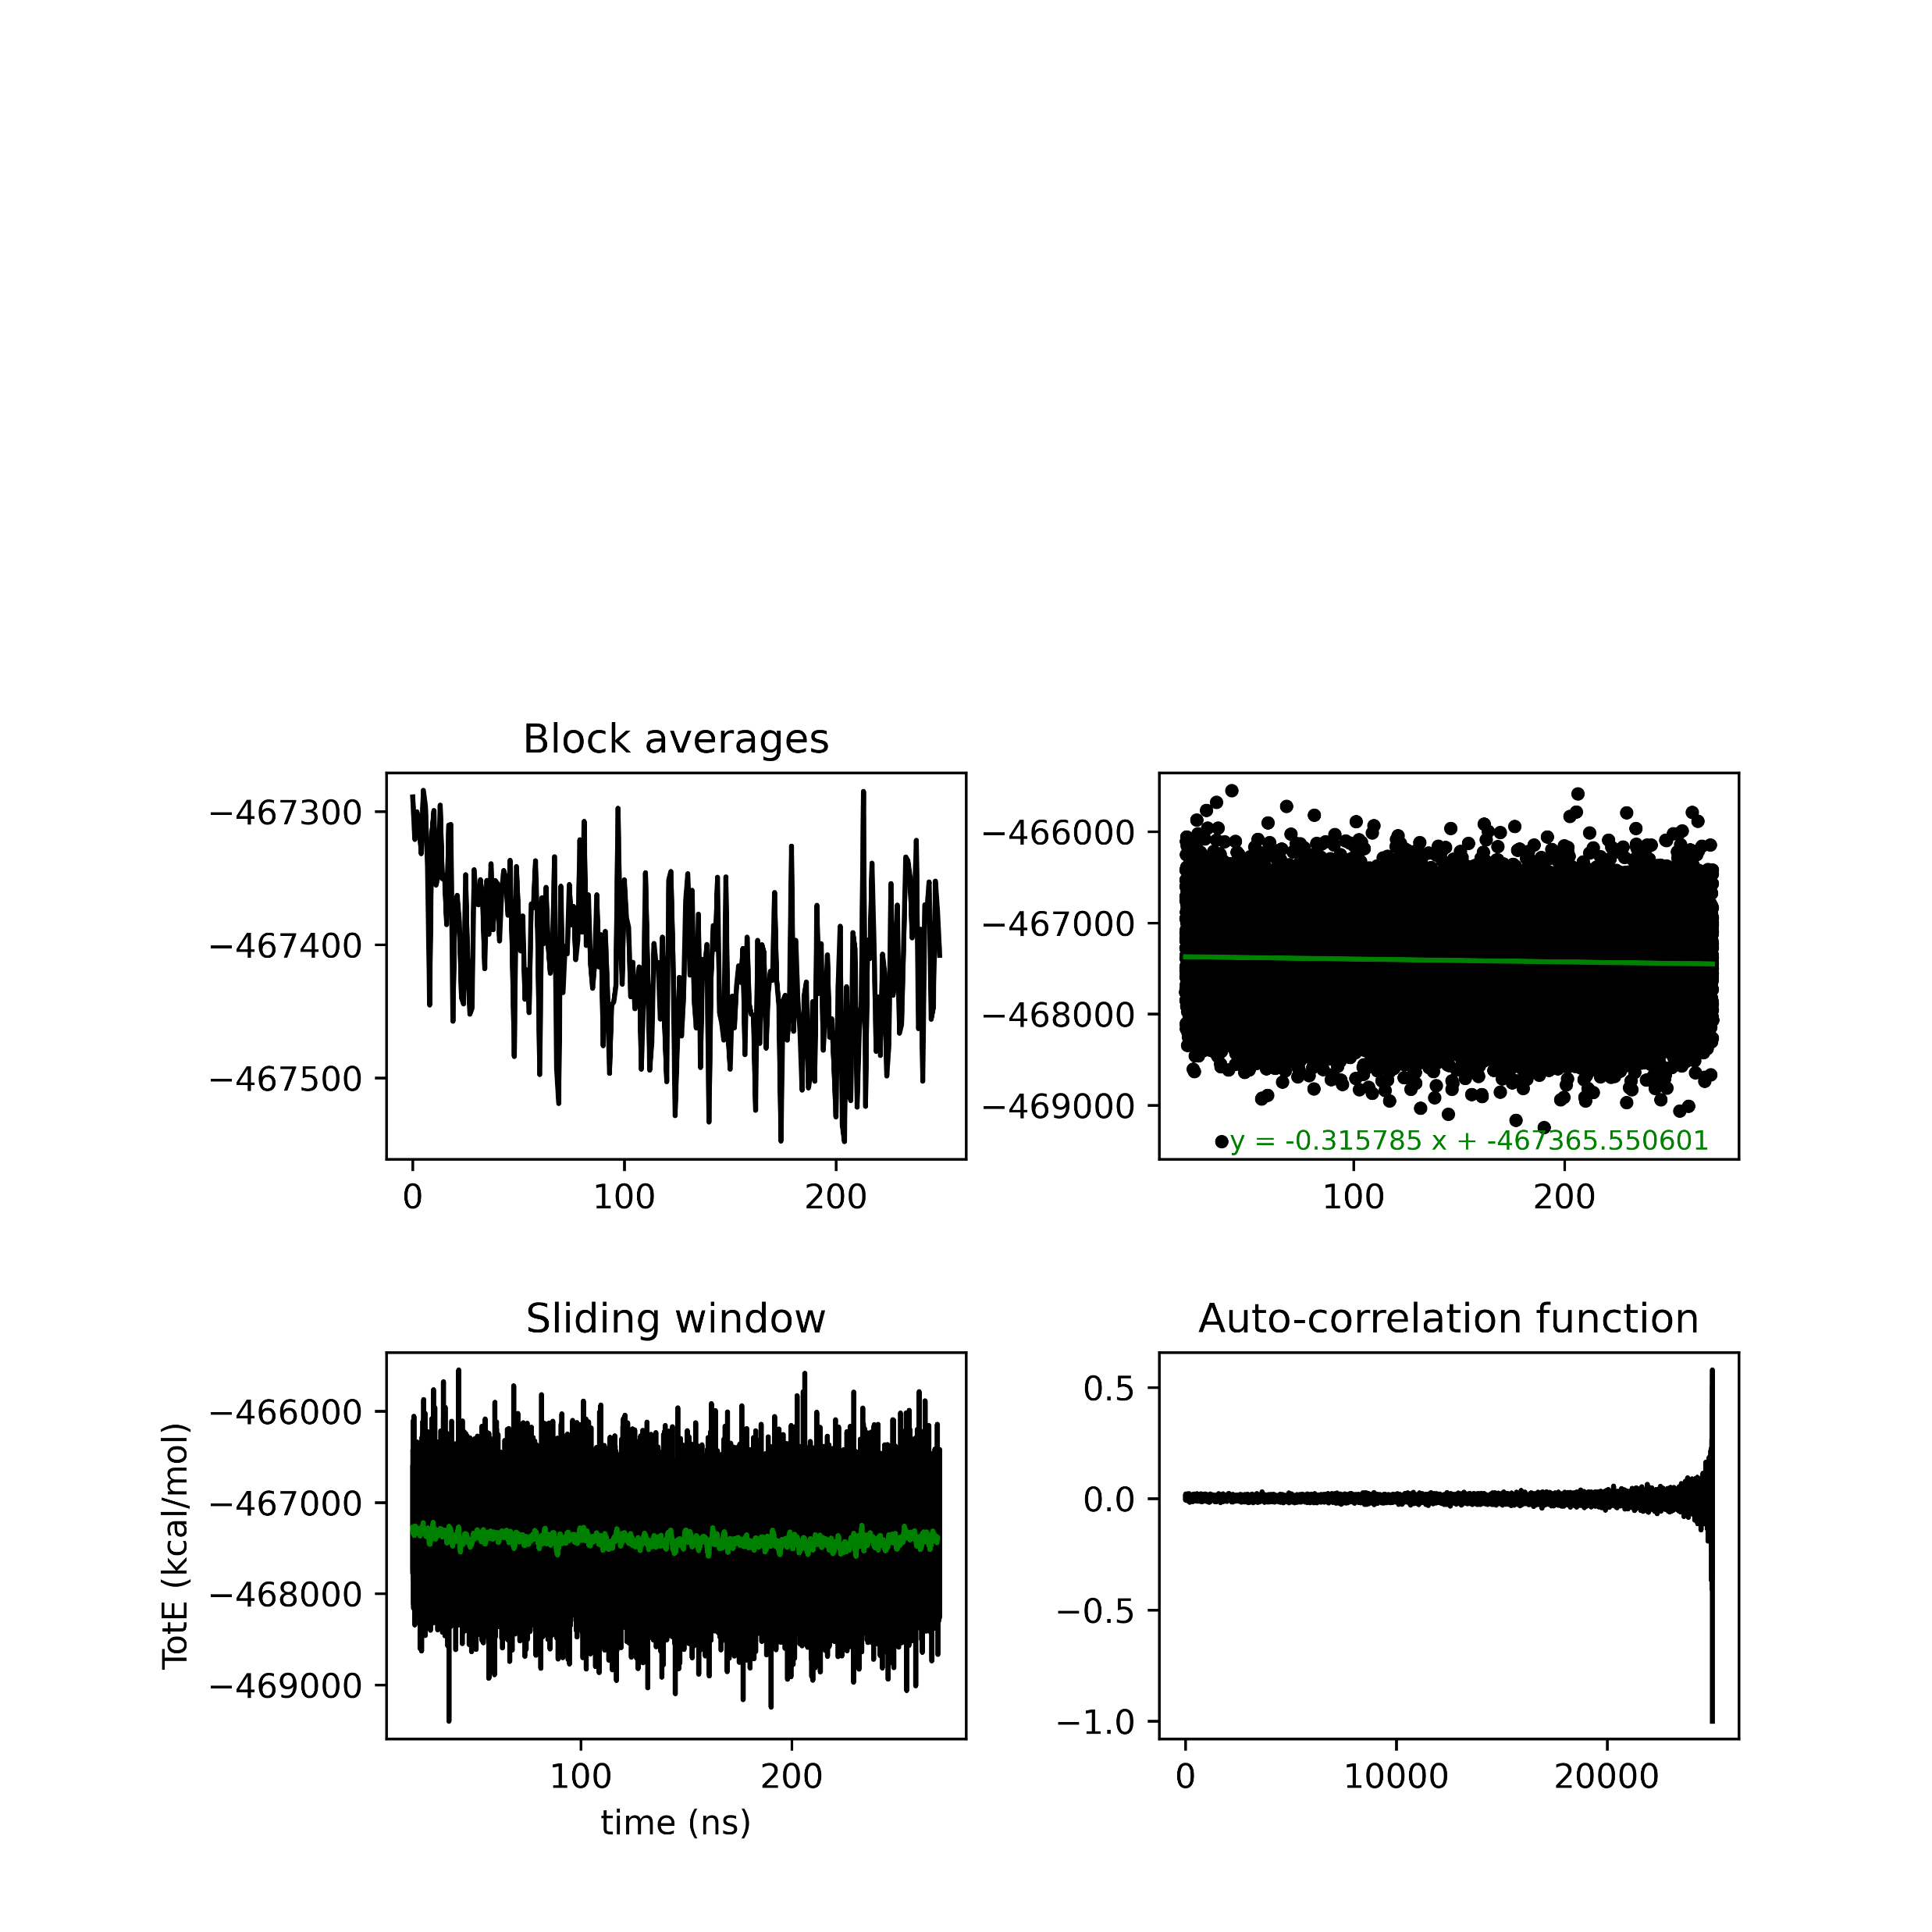 Block averages
−467300
−467400
−467500
0 100 200
−466000
−467000
−468000
−469000
y = -0.315785 x + -467365.550601
100 200
Sliding window
TotE (kcal/mol)
−466000
−467000
−468000
−469000
100 200
time (ns)
Auto-correlation function
0.5
0.0
−0.5
−1.0
0 10000 20000